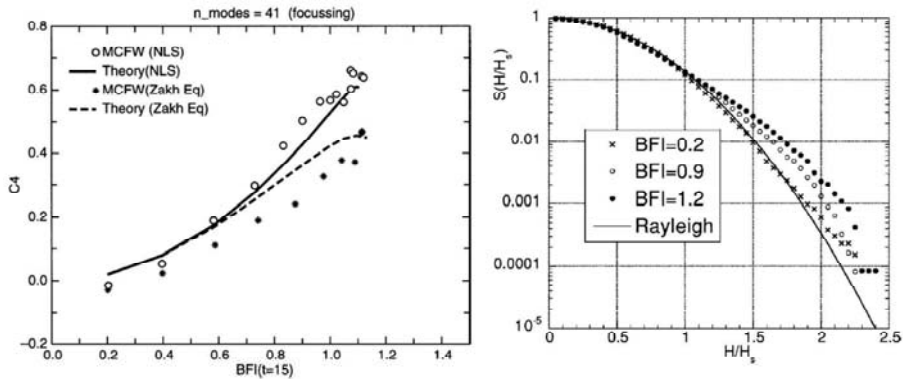 n_modes = 41 (focussing)
0.8
0.6
0.4
0.2
0.0
−0.2
C4
MCFW (NLS)
Theory(NLS)
MCFW(Zakh Eq)
Theory (Zakh Eq)
0.0 0.2 0.4 0.6 0.8 1.0 1.2 1.4
BFI(t=15)
1
0.1
0.01
0.001
0.0001
10-5
S(H/Hs)
BFI=0.2
BFI=0.9
BFI=1.2
Rayleigh
0 0.5 1 1.5 2 2.5
H/Hs